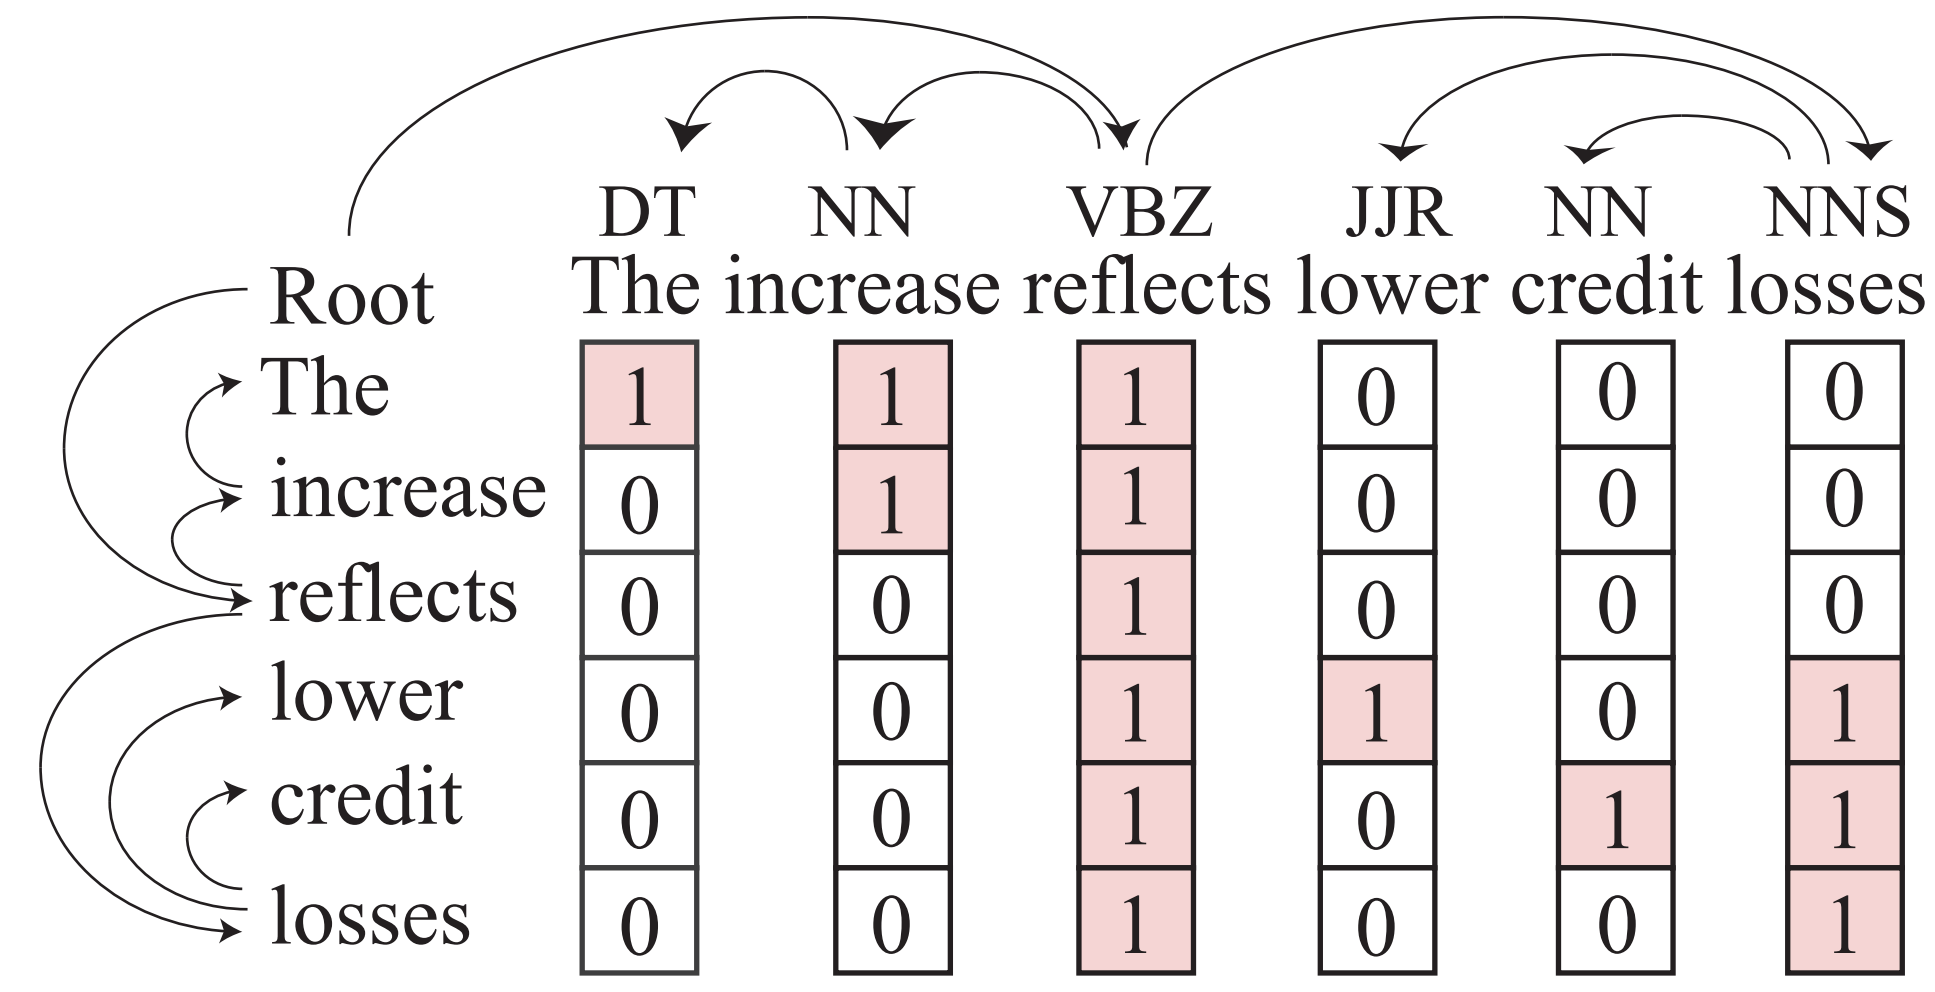 DT NN VBZ JJR NN NNS
Root The increase reflects lower credit losses
The 1 1 1 0 0 0
increase 0 1 1 0 0 0
reflects 0 0 1 0 0 0
lower 0 0 1 1 0 1
credit 0 0 1 0 1 1
losses 0 0 1 0 0 1